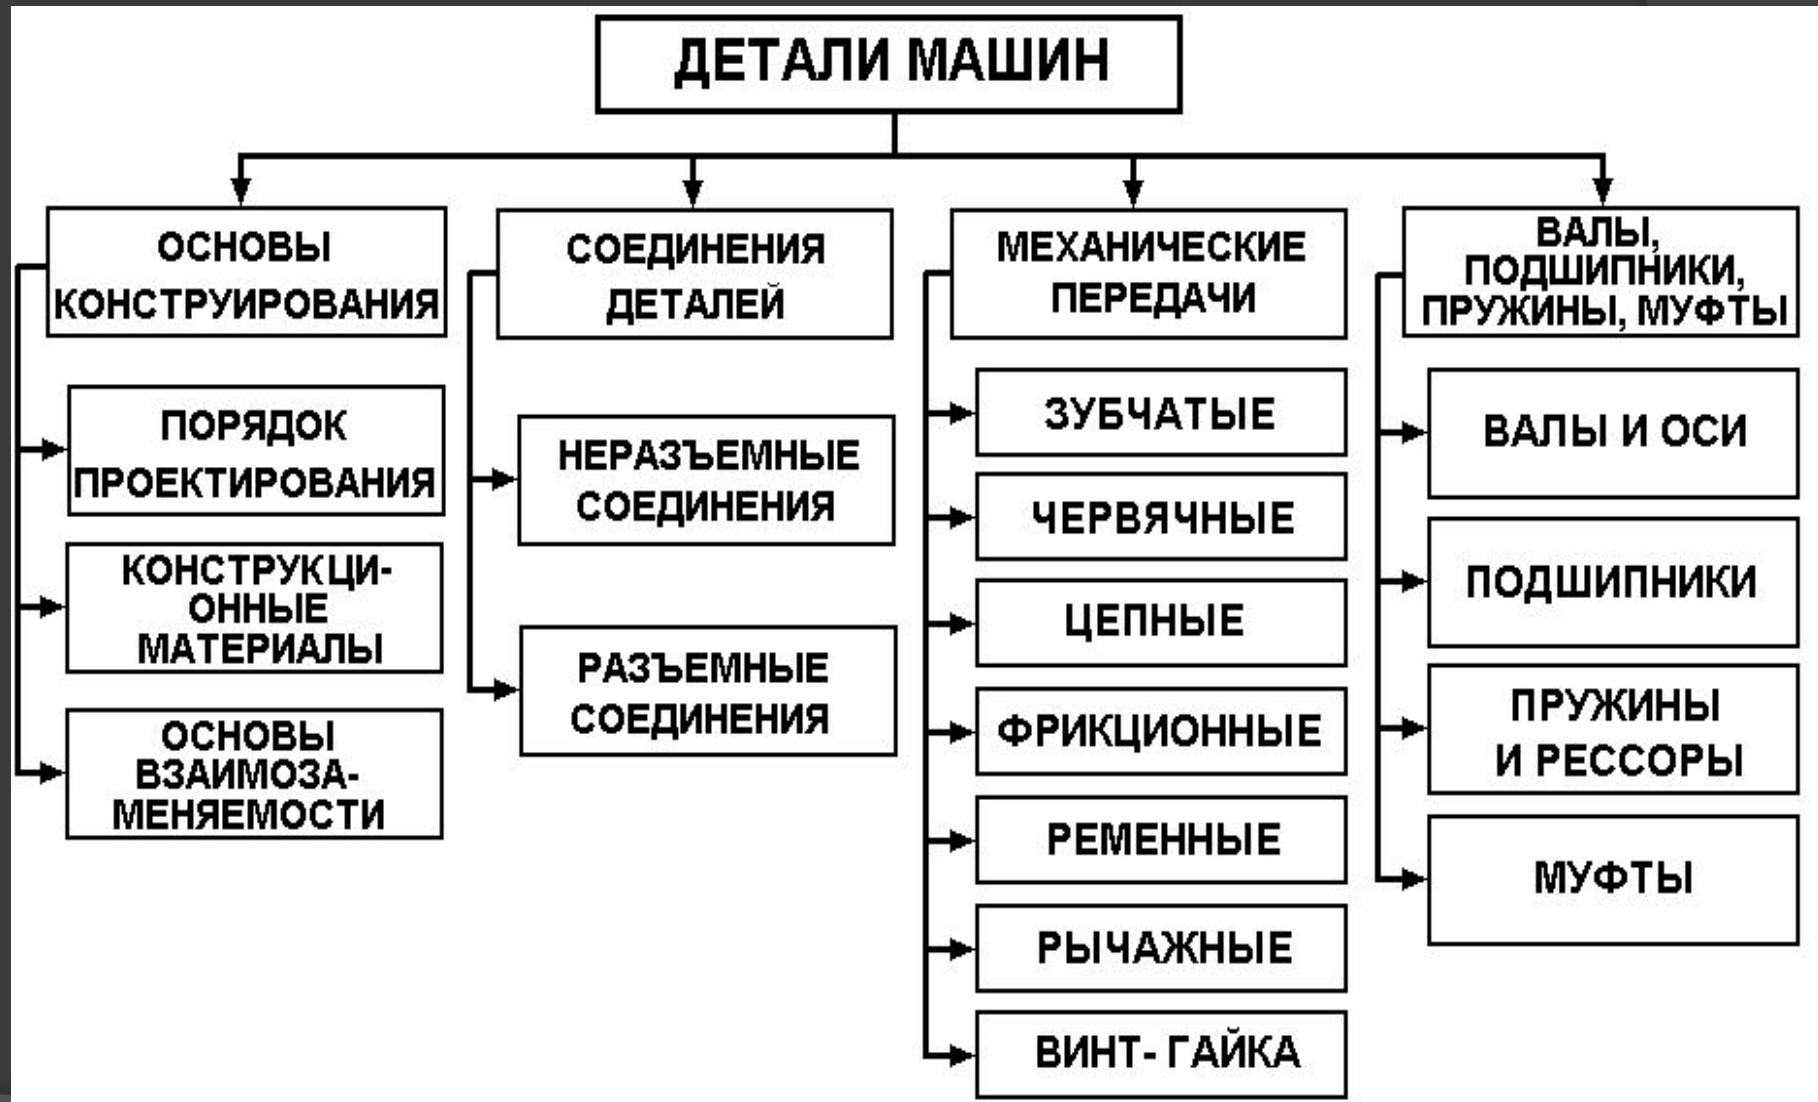 ДЕТАЛИ МАШИН
ОСНОВЫ
КОНСТРУИРОВАНИЯ
ПОРЯДОК
ПРОЕКТИРОВАНИЯ
КОНСТРУКЦИ-
ОННЫЕ
МАТЕРИАЛЫ
ОСНОВЫ
ВЗАИМОЗА-
МЕНЯЕМОСТИ
СОЕДИНЕНИЯ
ДЕТАЛЕЙ
НЕРАЗЪЕМНЫЕ
СОЕДИНЕНИЯ
РАЗЪЕМНЫЕ
СОЕДИНЕНИЯ
МЕХАНИЧЕСКИЕ
ПЕРЕДАЧИ
ЗУБЧАТЫЕ
ЧЕРВЯЧНЫЕ
ЦЕПНЫЕ
ФРИКЦИОННЫЕ
РЕМЕННЫЕ
РЫЧАЖНЫЕ
ВИНТ- ГАЙКА
ВАЛЫ,
ПОДШИПНИКИ,
ПРУЖИНЫ, МУФТЫ
ВАЛЫ И ОСИ
ПОДШИПНИКИ
ПРУЖИНЫ
И РЕССОРЫ
МУФТЫ